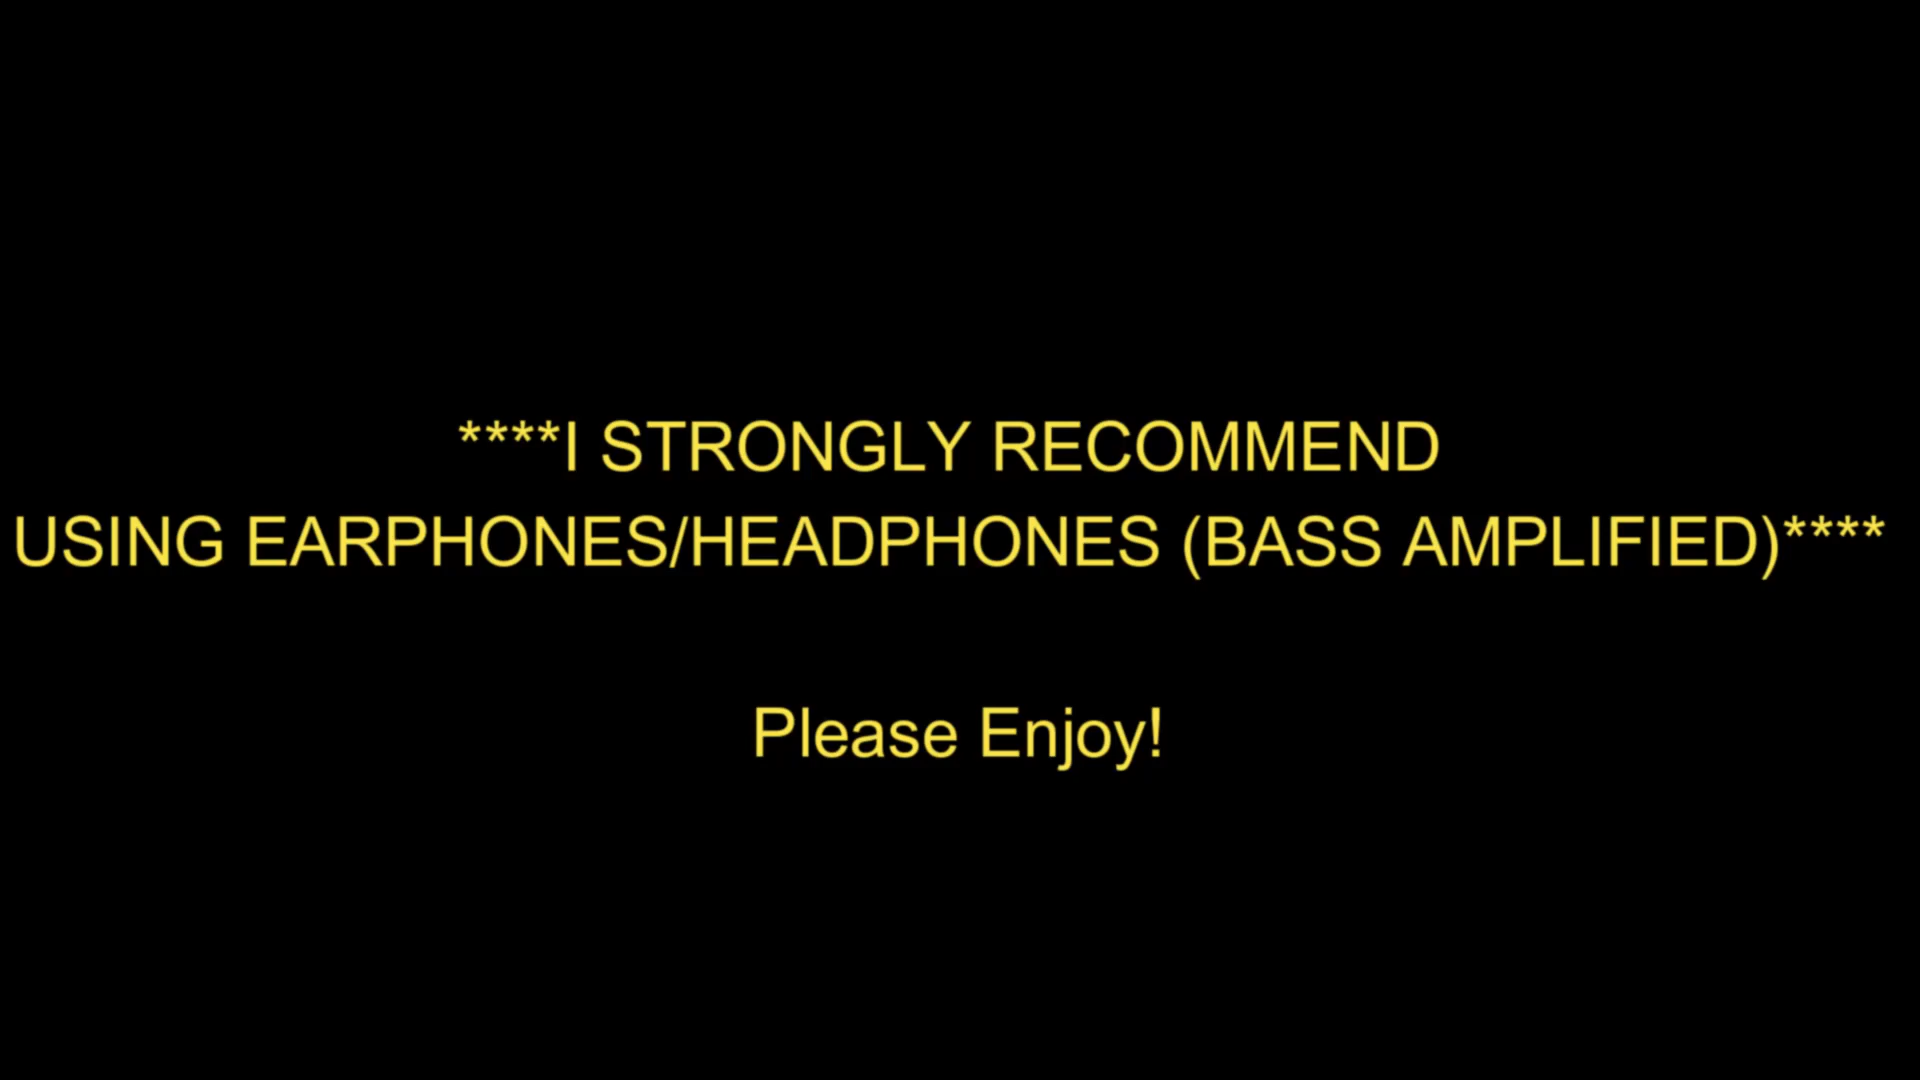 ****I STRONGLY RECOMMEND
USING EARPHONES/HEADPHONES (BASS AMPLIFIED)****
Please Enjoy!